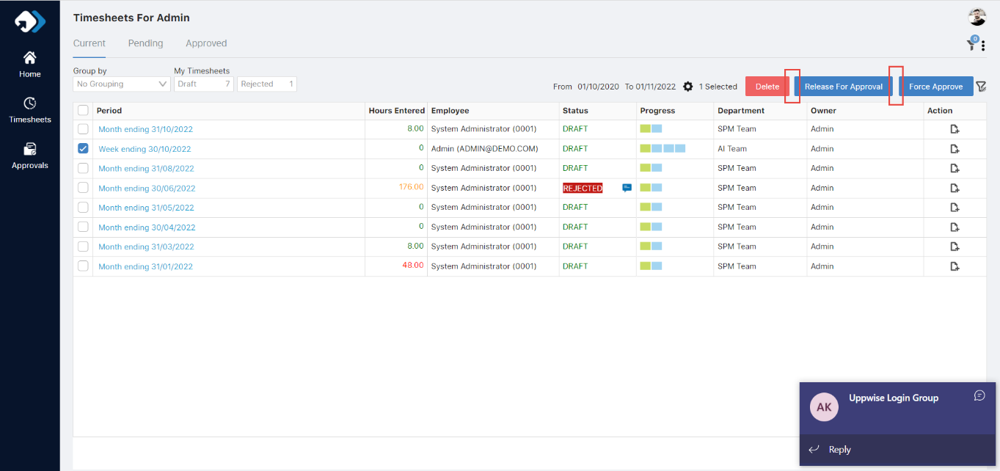 Timesheets For Admin
Current Pending Approved
0
Home
Timesheets
Approvals
Group by My Timesheets
No Grouping Draft 7 Rejected 1
From 01/10/2020 To 01/11/2022 1 Selected Delete Release For Approval Force Approve
Period Hours Entered Employee Status Progress Department Owner Action
Month ending 31/10/2022 8.00 System Administrator (0001) DRAFT SPM Team Admin
Week ending 30/10/2022 0 Admin (ADMIN@DEMO.COM) DRAFT AI Team Admin
Month ending 31/08/2022 0 System Administrator (0001) DRAFT SPM Team Admin
Month ending 30/06/2022 176.00 System Administrator (0001) REJECTED SPM Team Admin
Month ending 31/05/2022 0 System Administrator (0001) DRAFT SPM Team Admin
Month ending 30/04/2022 0 System Administrator (0001) DRAFT SPM Team Admin
Month ending 31/03/2022 8.00 System Administrator (0001) DRAFT SPM Team Admin
Month ending 31/01/2022 48.00 System Administrator (0001) DRAFT SPM Team Admin
AK Uppwise Login Group
Reply